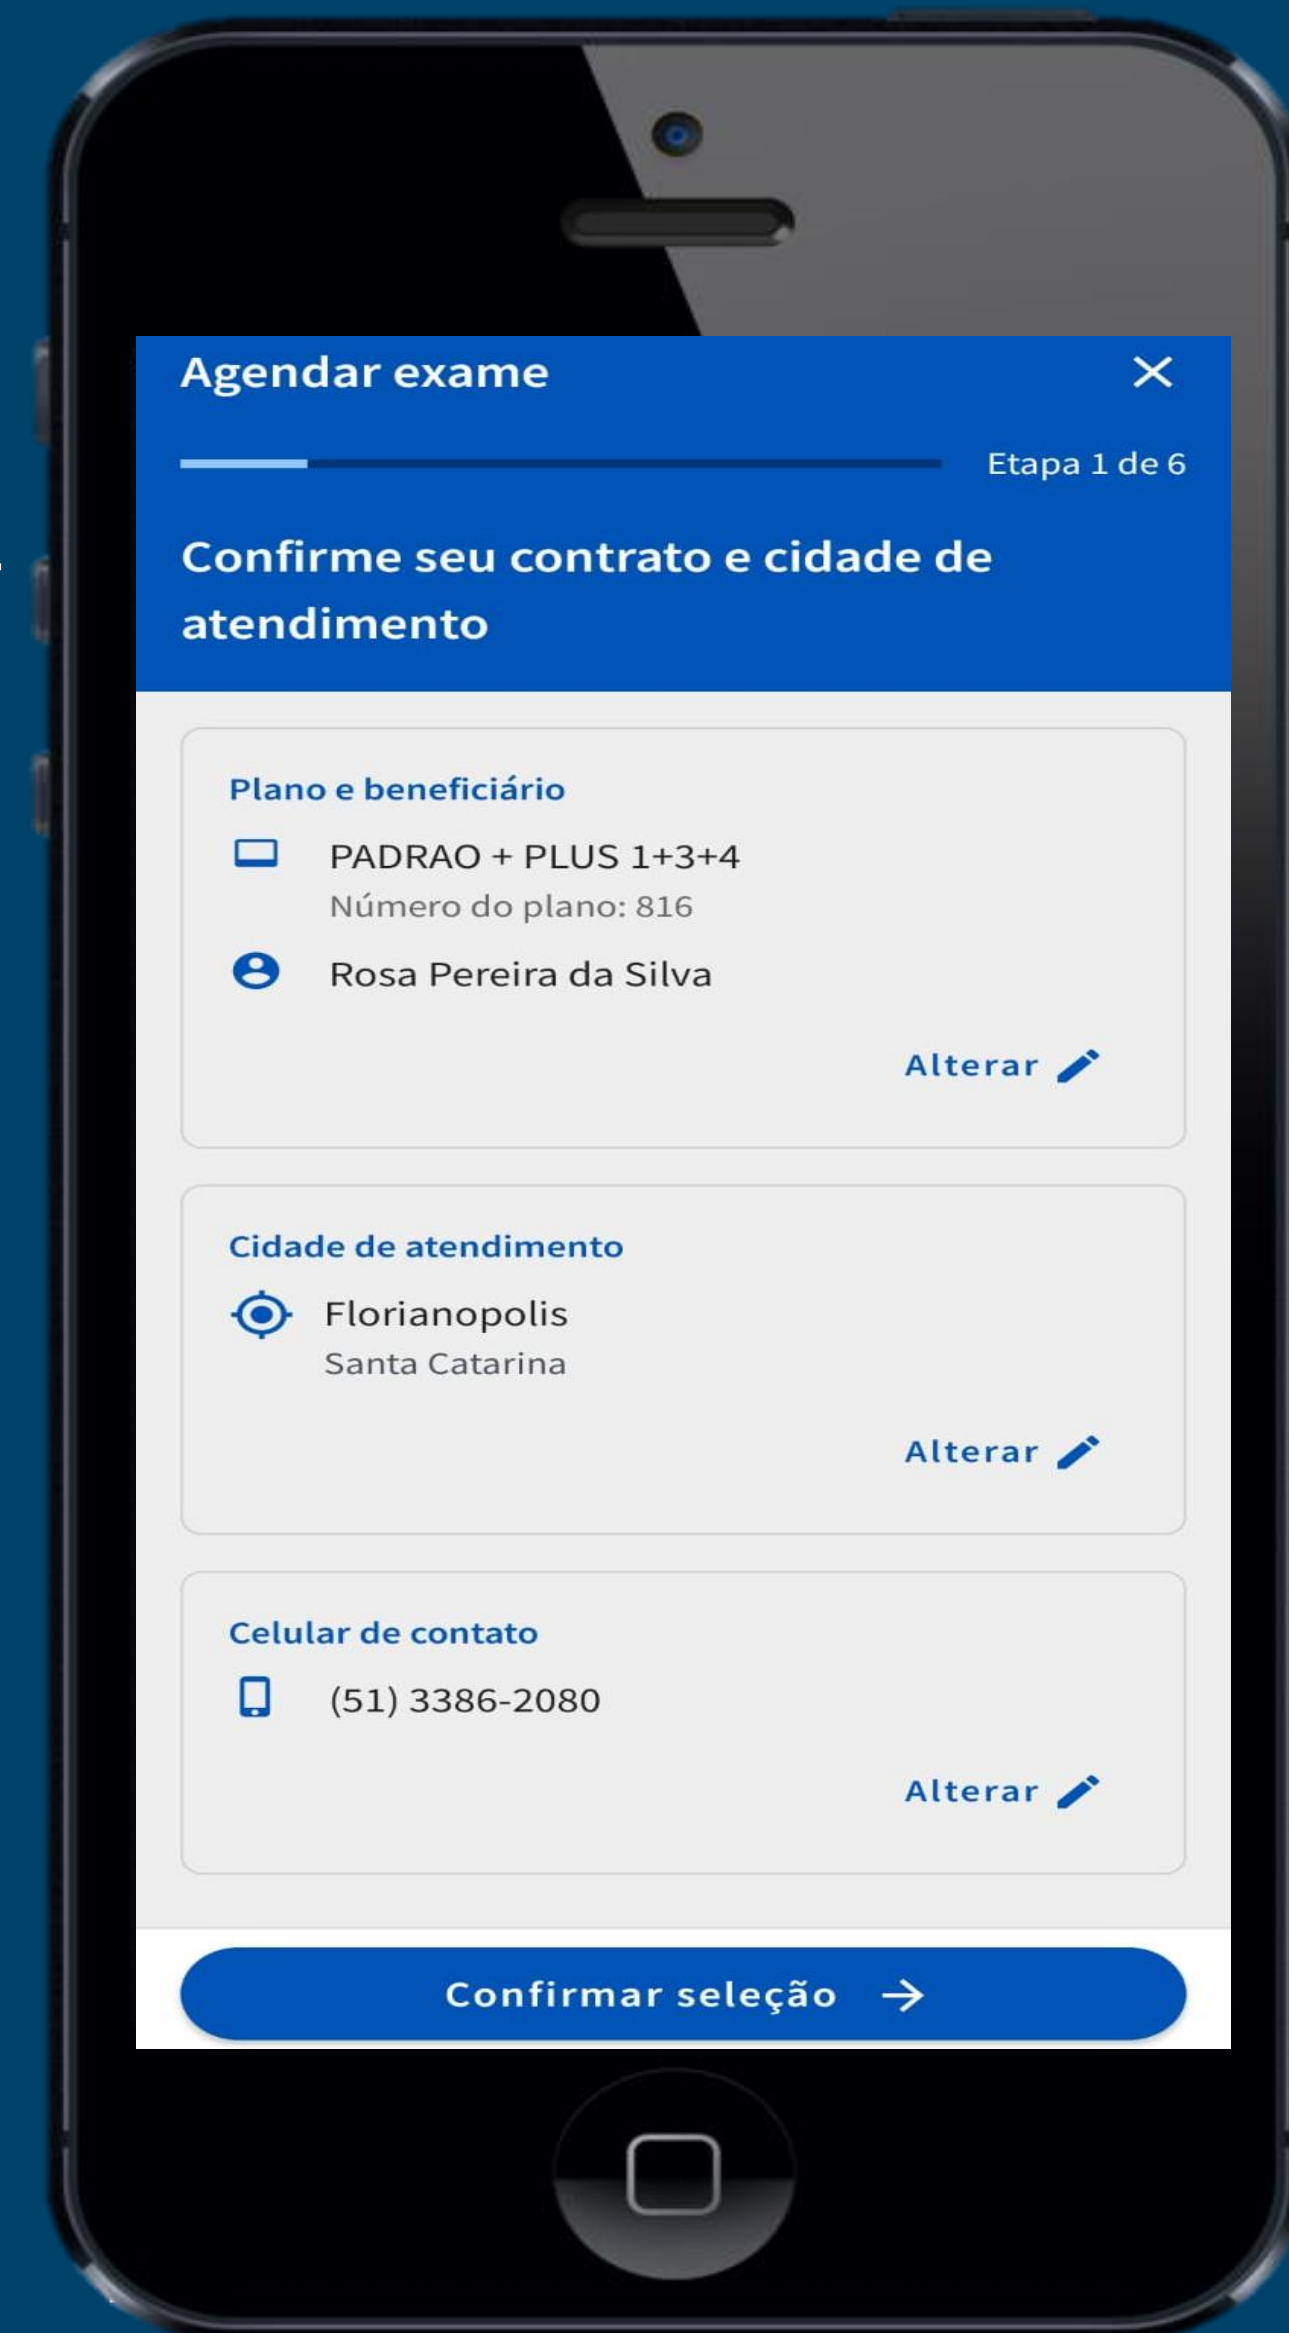 Agendar exame
Etapa 1 de 6
Confirme seu contrato e cidade de
atendimento
Plano e beneficiário
PADRAO + PLUS 1+3+4
Número do plano: 816
Rosa Pereira da Silva
Alterar
Cidade de atendimento
Florianopolis
Santa Catarina
Alterar
Celular de contato
(51) 3386-2080
Alterar
Confirmar seleção